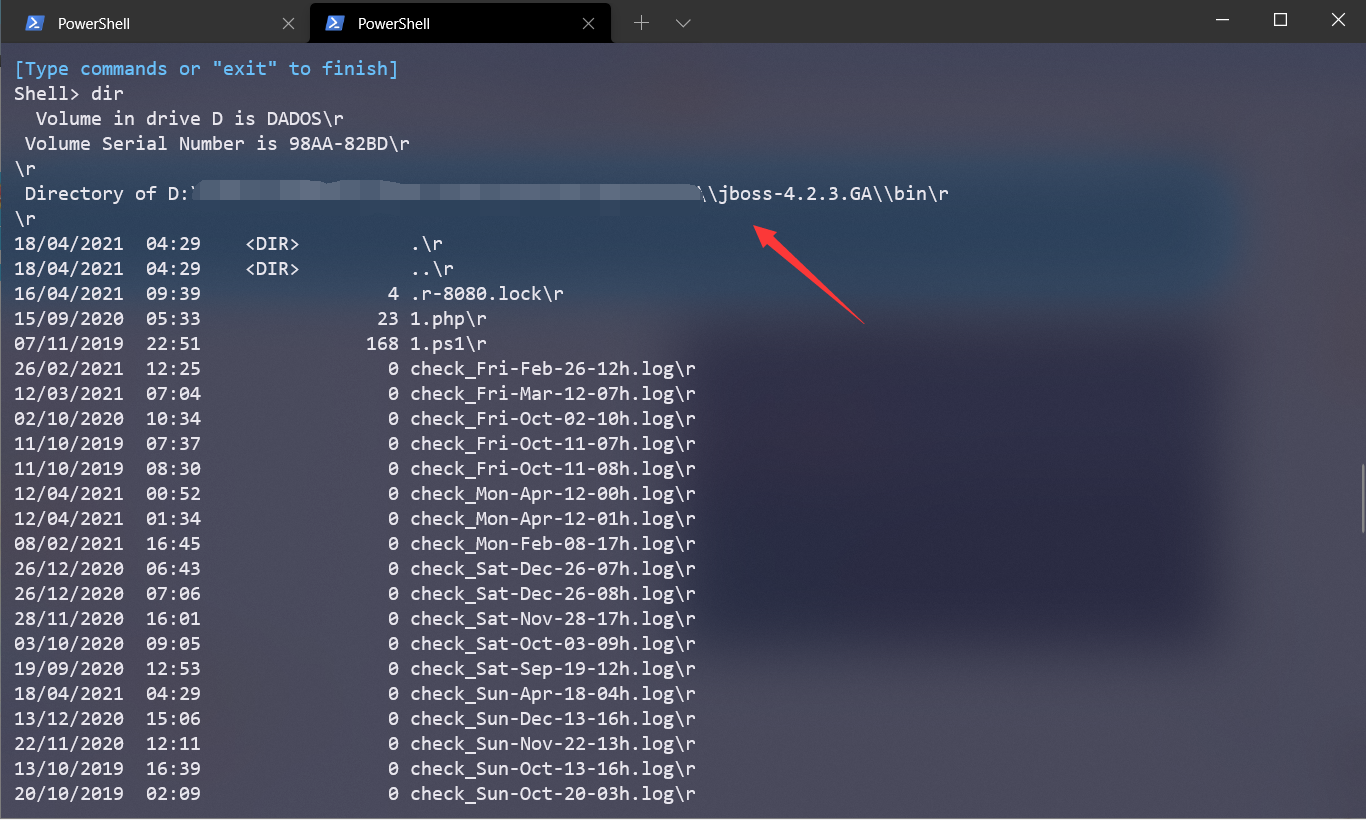 PowerShell
PowerShell
[Type commands or "exit" to finish]
Shell> dir
Volume in drive D is DADOS\r
Volume Serial Number is 98AA-82BD\r
\r
Directory of D:\ \\jboss-4.2.3.GA\\bin\r
\r
18/04/2021  04:29    <DIR>          .\r
18/04/2021  04:29    <DIR>          ..\r
16/04/2021  09:39                 4 .r-8080.lock\r
15/09/2020  05:33                23 1.php\r
07/11/2019  22:51               168 1.ps1\r
26/02/2021  12:25                 0 check_Fri-Feb-26-12h.log\r
12/03/2021  07:04                 0 check_Fri-Mar-12-07h.log\r
02/10/2020  10:34                 0 check_Fri-Oct-02-10h.log\r
11/10/2019  07:37                 0 check_Fri-Oct-11-07h.log\r
11/10/2019  08:30                 0 check_Fri-Oct-11-08h.log\r
12/04/2021  00:52                 0 check_Mon-Apr-12-00h.log\r
12/04/2021  01:34                 0 check_Mon-Apr-12-01h.log\r
08/02/2021  16:45                 0 check_Mon-Feb-08-17h.log\r
26/12/2020  06:43                 0 check_Sat-Dec-26-07h.log\r
26/12/2020  07:06                 0 check_Sat-Dec-26-08h.log\r
28/11/2020  16:01                 0 check_Sat-Nov-28-17h.log\r
03/10/2020  09:05                 0 check_Sat-Oct-03-09h.log\r
19/09/2020  12:53                 0 check_Sat-Sep-19-12h.log\r
18/04/2021  04:29                 0 check_Sun-Apr-18-04h.log\r
13/12/2020  15:06                 0 check_Sun-Dec-13-16h.log\r
22/11/2020  12:11                 0 check_Sun-Nov-22-13h.log\r
13/10/2019  16:39                 0 check_Sun-Oct-13-16h.log\r
20/10/2019  02:09                 0 check_Sun-Oct-20-03h.log\r